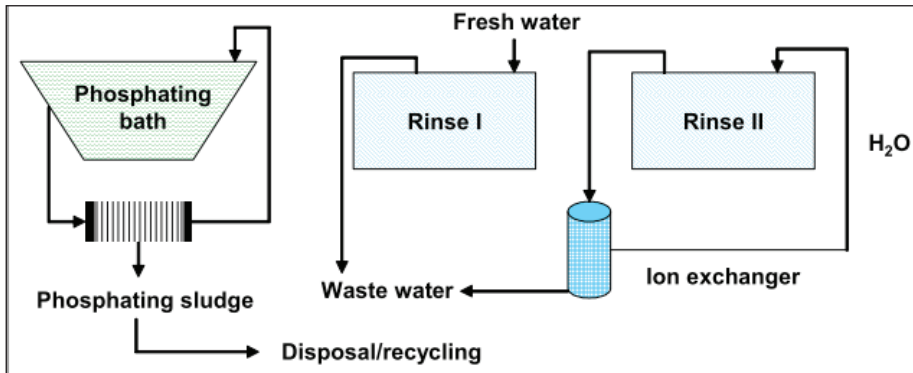 Fresh water
Phosphating
bath
Rinse I
Rinse II
H₂O
Ion exchanger
Phosphating sludge
Waste water
Disposal/recycling